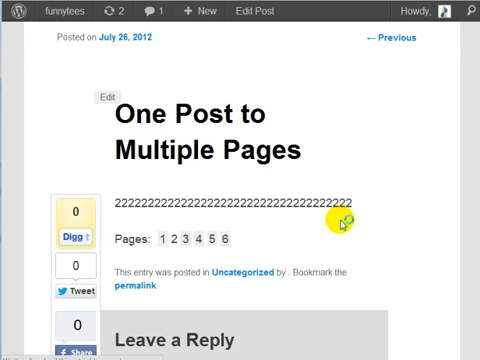 funnytees 2 1 + New Edit Post Howdy,
Posted on July 26, 2012 ← Previous
Edit
One Post to
Multiple Pages
222222222222222222222222222222222222
0
Digg
Pages: 1 2 3 4 5 6
0
Tweet
This entry was posted in Uncategorized by . Bookmark the
permalink.
0
Share
Leave a Reply